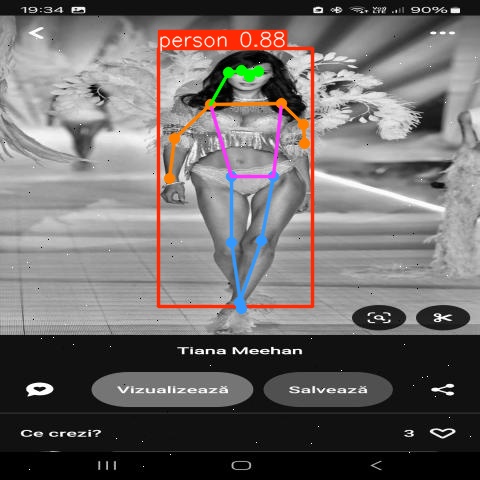 19:34 90%
person 0.88
Tiana Meehan
Vizualizează Salvează
Ce crezi? 3